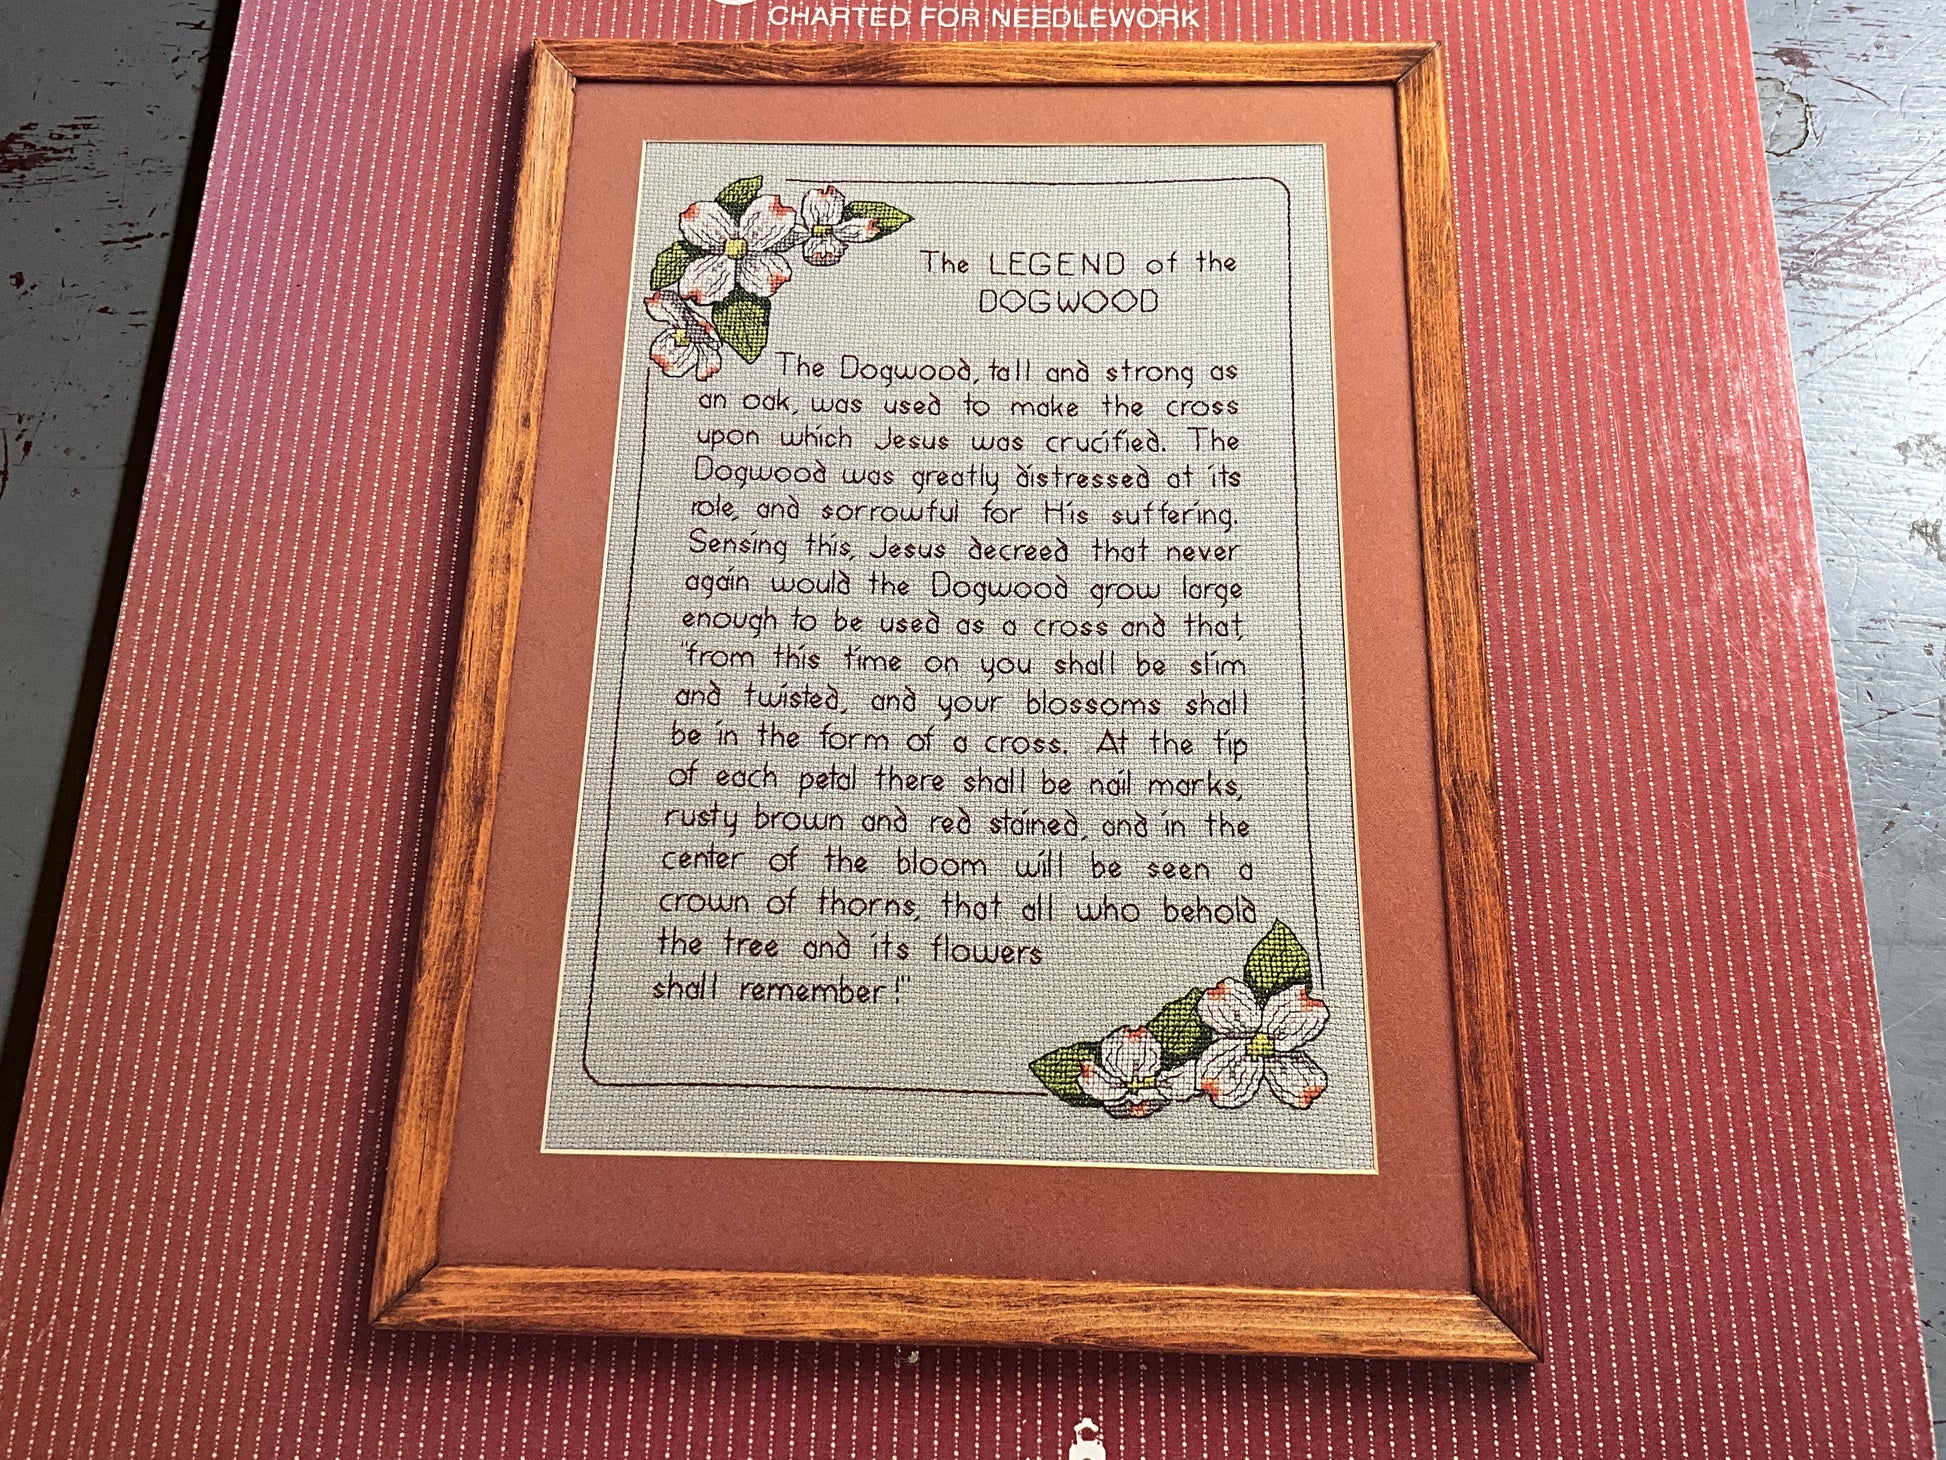 CHARTED FOR NEEDLEWORK
The LEGEND of the
DOGWOOD
The Dogwood, tall and strong as
an oak, was used to make the cross
upon which Jesus was crucified. The
Dogwood was greatly distressed at its
role, and sorrowful for His suffering.
Sensing this, Jesus decreed that never
again would the Dogwood grow large
enough to be used as a cross and that,
"from this time on you shall be slim
and twisted, and your blossoms shall
be in the form of a cross. At the tip
of each petal there shall be nail marks,
rusty brown and red stained, and in the
center of the bloom will be seen a
crown of thorns, that all who behold
the tree and its flowers
shall remember!"